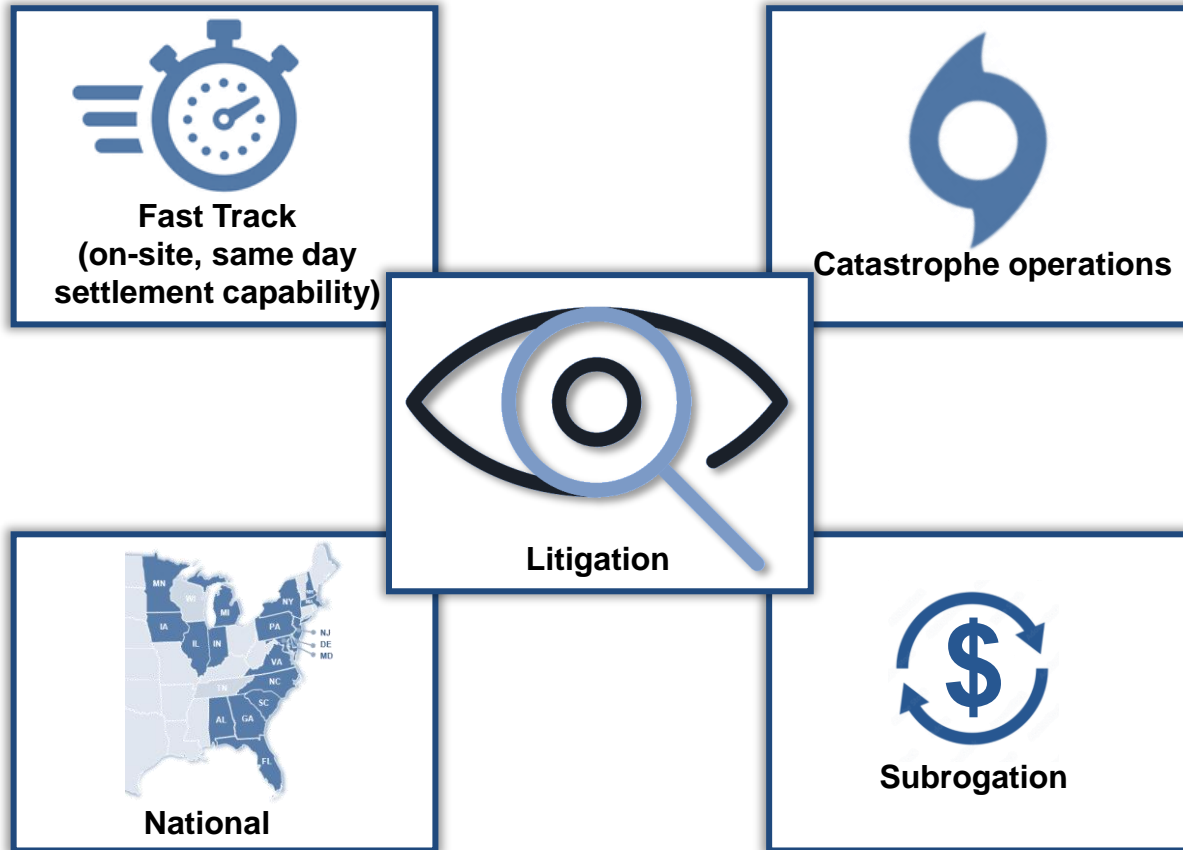 Fast Track
(on-site, same day
settlement capability)
Catastrophe operations
Litigation
MN
WI
MI
NY
IA
IL
IN
PA
NJ
DE
MD
VA
TN
NC
SC
AL
GA
FL
National
$
Subrogation